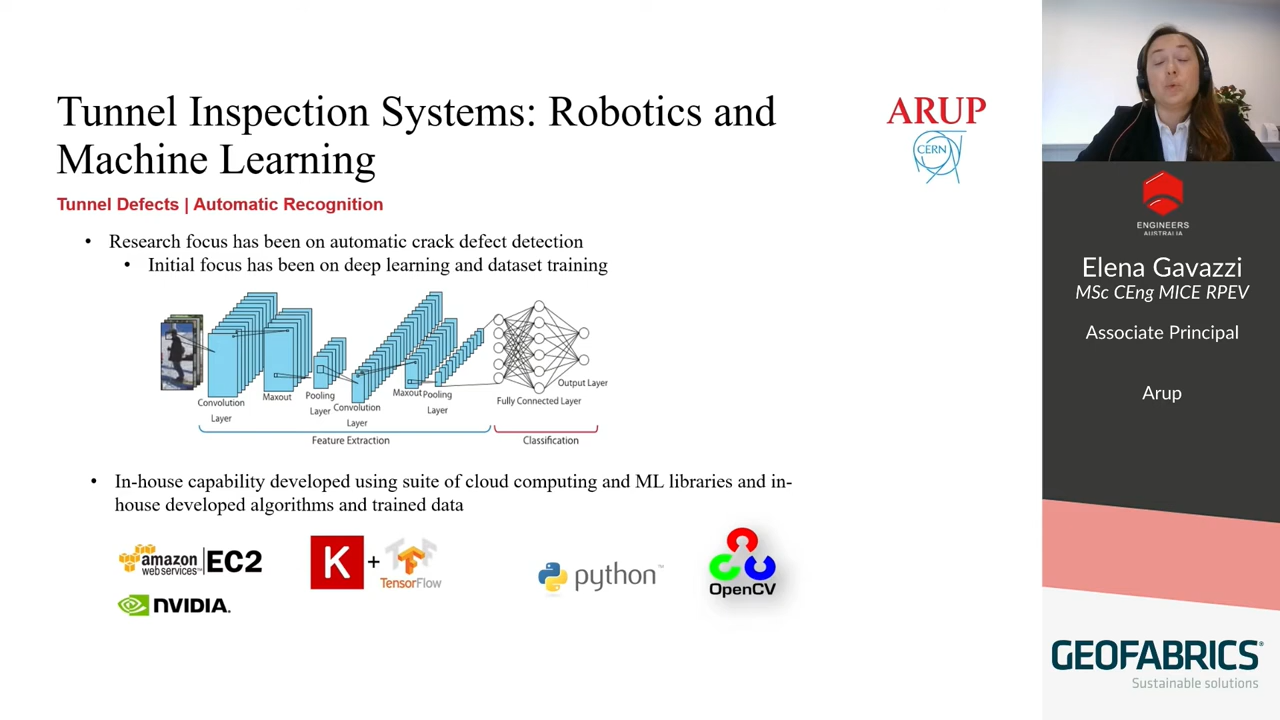 Tunnel Inspection Systems: Robotics and
Machine Learning
ARUP
CERN
Tunnel Defects | Automatic Recognition
• Research focus has been on automatic crack defect detection
• Initial focus has been on deep learning and dataset training
Convolution
Layer
Maxout
Pooling
Layer
Convolution
Layer
Maxout
Pooling
Layer
Fully Connected Layer
Output Layer
Feature Extraction
Classification
• In-house capability developed using suite of cloud computing and ML libraries and in-
house developed algorithms and trained data
amazon
web services™
EC2
NVIDIA.
K + TensorFlow
python™
OpenCV
ENGINEERS
AUSTRALIA
Elena Gavazzi
MSc CEng MICE RPEV
Associate Principal
Arup
GEOFABRICS®
Sustainable solutions